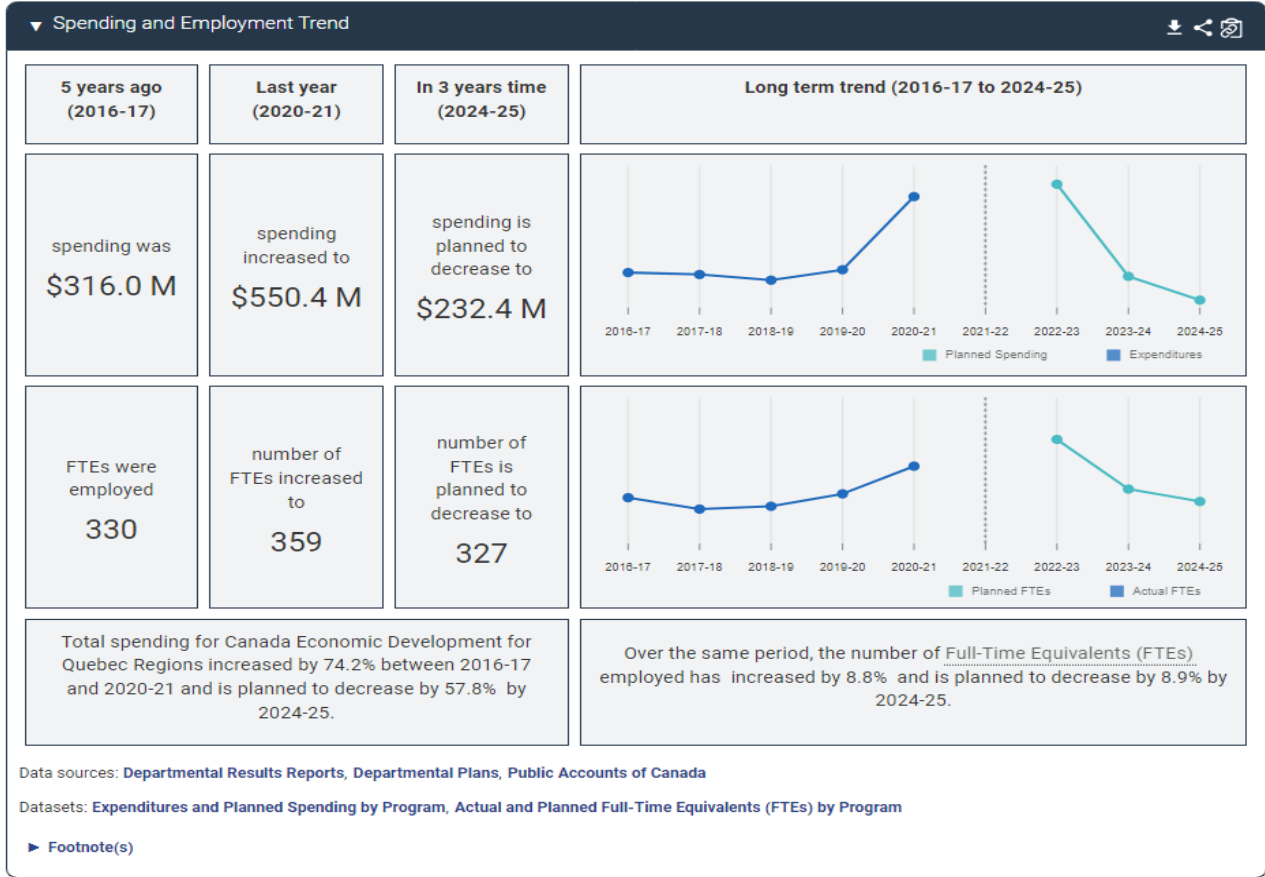 Spending and Employment Trend
5 years ago
(2016-17)
Last year
(2020-21)
In 3 years time
(2024-25)
Long term trend (2016-17 to 2024-25)
spending was
$316.0 M
spending
increased to
$550.4 M
spending is
planned to
decrease to
$232.4 M
2016-17 2017-18 2018-19 2019-20 2020-21 2021-22 2022-23 2023-24 2024-25
Planned Spending Expenditures
FTEs were
employed
330
number of
FTEs increased
to
359
number of
FTEs is
planned to
decrease to
327
2016-17 2017-18 2018-19 2019-20 2020-21 2021-22 2022-23 2023-24 2024-25
Planned FTEs Actual FTEs
Total spending for Canada Economic Development for
Quebec Regions increased by 74.2% between 2016-17
and 2020-21 and is planned to decrease by 57.8% by
2024-25.
Over the same period, the number of Full-Time Equivalents (FTEs)
employed has increased by 8.8% and is planned to decrease by 8.9% by
2024-25.
Data sources: Departmental Results Reports, Departmental Plans, Public Accounts of Canada
Datasets: Expenditures and Planned Spending by Program, Actual and Planned Full-Time Equivalents (FTEs) by Program
Footnote(s)